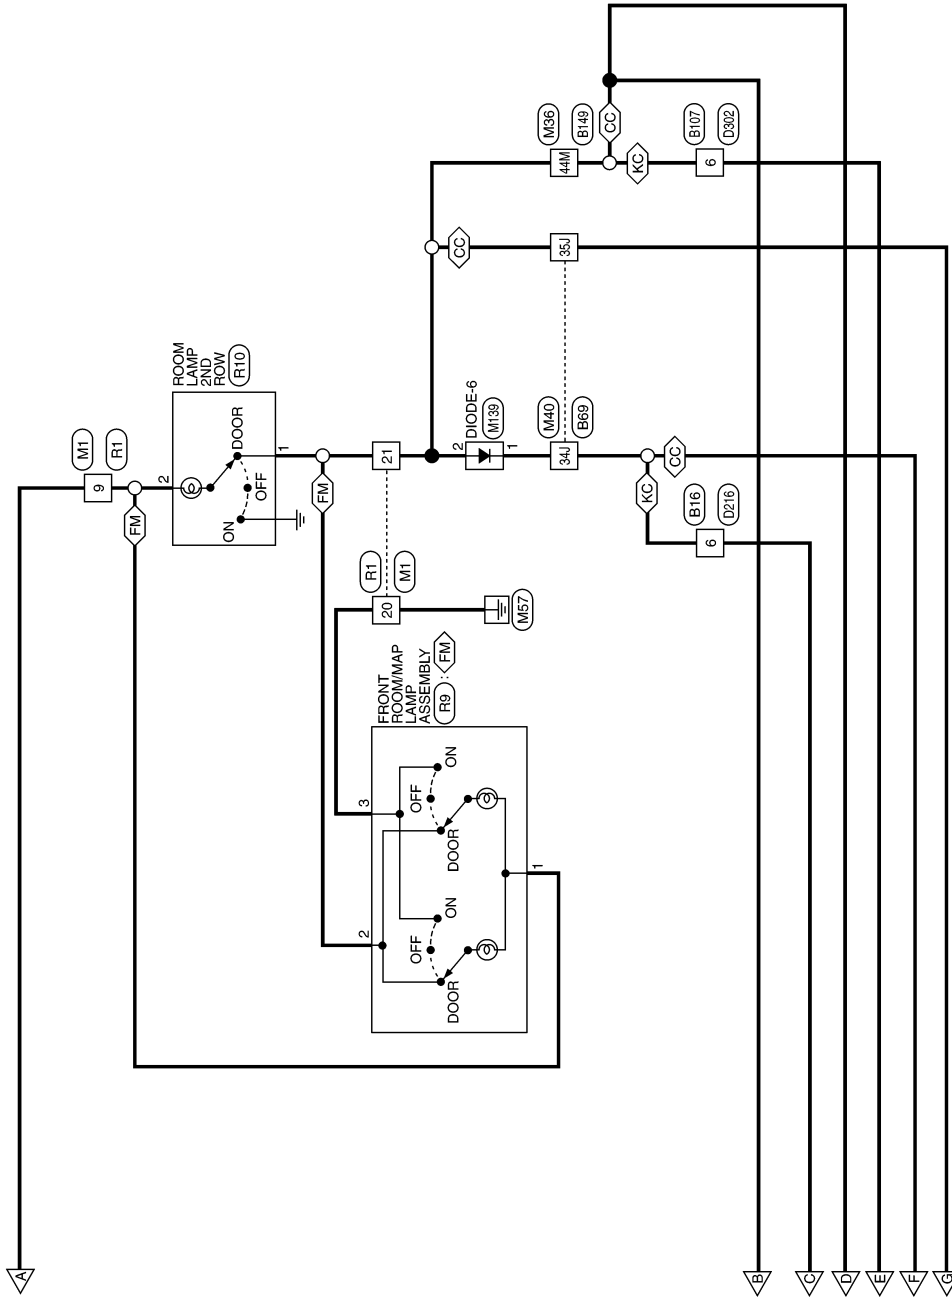 A
M1
R1
9
FM
2
ROOM
LAMP
2ND
ROW
R10
DOOR
OFF
ON
1
FM
21
R1
M1
20
M57
FRONT
ROOM/MAP
LAMP
ASSEMBLY
R9 : FM
3
2
ON
OFF
DOOR
ON
OFF
DOOR
1
2
DIODE-6
M139
1
M40
B69
34J
35J
CC
M36
B149
44M
CC
KC
B107
D302
6
CC
KC
B16
D216
6
B
C
D
E
F
G